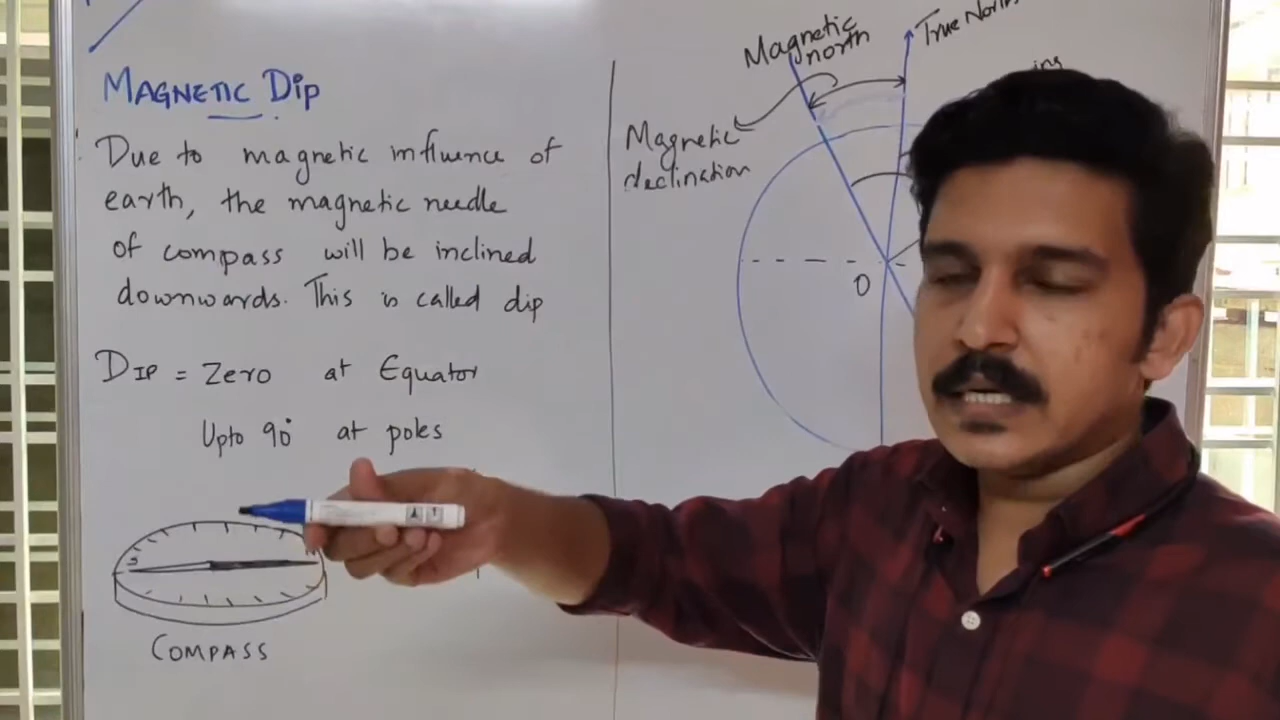 MAGNETIC DIP
Due to magnetic influence of
earth, the magnetic needle
of compass will be inclined
downwards. This is called dip
DIP = Zero at Equator
Upto 90° at poles
S
COMPASS
Magnetic
north
True North
Magnetic
declination
O